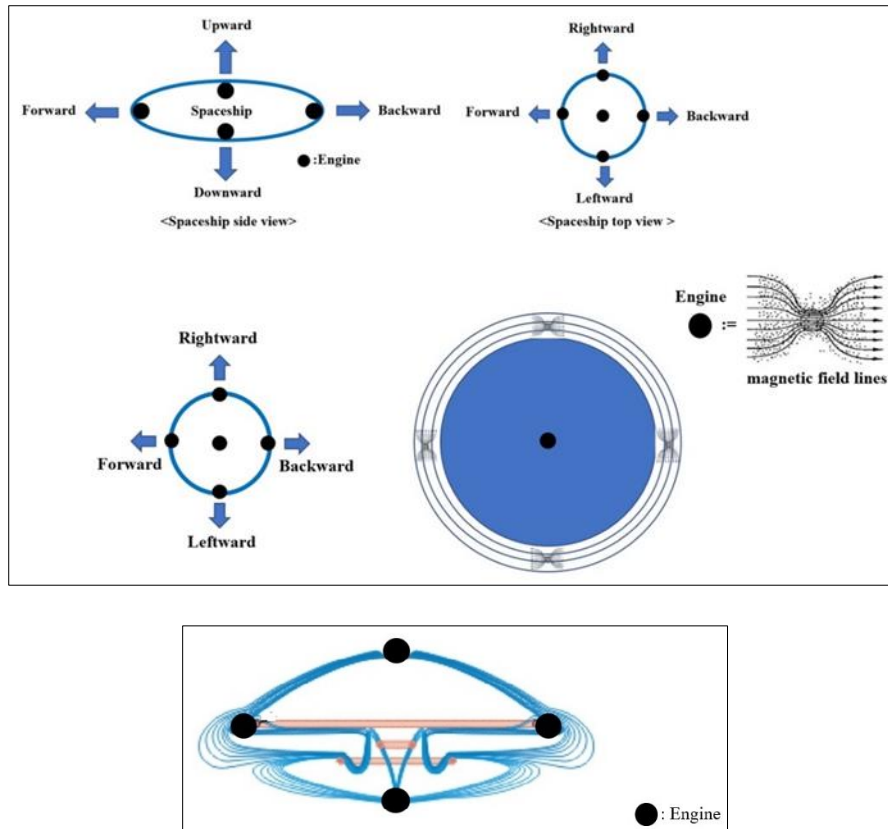 Upward
Rightward
Forward
Spaceship
Backward
Forward
Backward
:Engine
Downward
Leftward
<Spaceship side view>
<Spaceship top view >
Engine
:=
magnetic field lines
Rightward
Forward
Backward
Leftward
: Engine